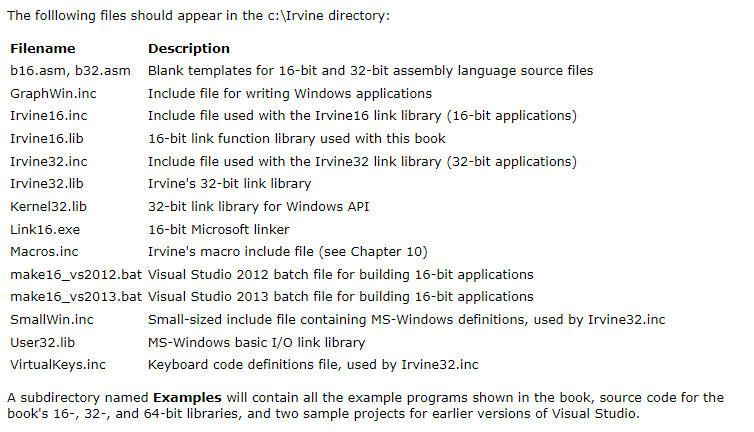 The folllowing files should appear in the c:\Irvine directory:
Filename Description
b16.asm, b32.asm Blank templates for 16-bit and 32-bit assembly language source files
GraphWin.inc Include file for writing Windows applications
Irvine16.inc Include file used with the Irvine16 link library (16-bit applications)
Irvine16.lib 16-bit link function library used with this book
Irvine32.inc Include file used with the Irvine32 link library (32-bit applications)
Irvine32.lib Irvine's 32-bit link library
Kernel32.lib 32-bit link library for Windows API
Link16.exe 16-bit Microsoft linker
Macros.inc Irvine's macro include file (see Chapter 10)
make16_vs2012.bat Visual Studio 2012 batch file for building 16-bit applications
make16_vs2013.bat Visual Studio 2013 batch file for building 16-bit applications
SmallWin.inc Small-sized include file containing MS-Windows definitions, used by Irvine32.inc
User32.lib MS-Windows basic I/O link library
VirtualKeys.inc Keyboard code definitions file, used by Irvine32.inc
A subdirectory named Examples will contain all the example programs shown in the book, source code for the
book's 16-, 32-, and 64-bit libraries, and two sample projects for earlier versions of Visual Studio.